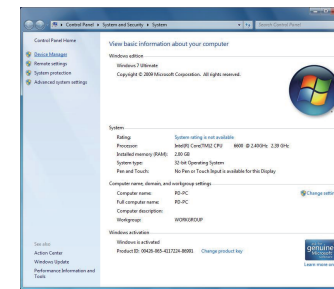 Control Panel ▸ System and Security ▸ System
Search Control Panel
Control Panel Home
Device Manager
Remote settings
System protection
Advanced system settings
See also
Action Center
Windows Update
Performance Information and
Tools
View basic information about your computer
Windows edition
Windows 7 Ultimate
Copyright © 2009 Microsoft Corporation. All rights reserved.
System
Rating: System rating is not available
Processor: Intel(R) Core(TM)2 CPU 6600 @ 2.40GHz 2.39 GHz
Installed memory (RAM): 2.00 GB
System type: 32-bit Operating System
Pen and Touch: No Pen or Touch Input is available for this Display
Computer name, domain, and workgroup settings
Computer name: PD-PC
Change settin
Full computer name: PD-PC
Computer description:
Workgroup: WORKGROUP
Windows activation
Windows is activated
Product ID: 00426-065-4117224-86991 Change product key
genuine
Microsoft
Learn more on